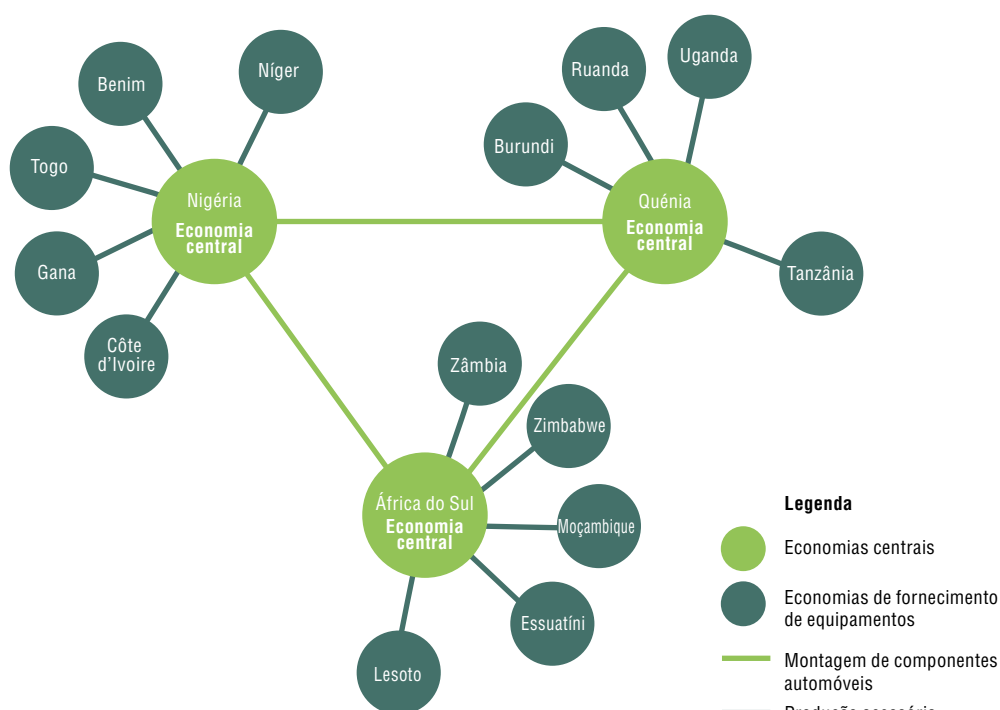 Benim
Níger
Togo
Nigéria
Economia
central
Gana
Côte
d'Ivoire
Uganda
Ruanda
Burundi
Quénia
Economia
central
Tanzânia
Zâmbia
Zimbabwe
África do Sul
Economia
central
Moçambique
Essuatíni
Lesoto
Legenda
Economias centrais
Economias de fornecimento
de equipamentos
Montagem de componentes
automóveis